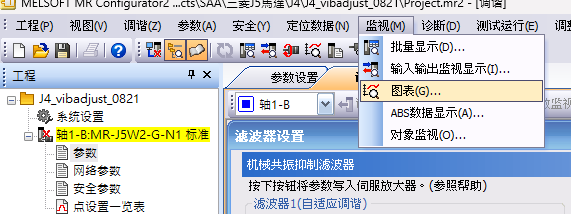 MELSOFT MR Configurator2 ...cts\SAA\三菱J5馬達\J4\J4_vibadjust_0821\Project.mr2 - [调谐]
工程(P) 视图(V) 调谐(Z) 参数(A) 安全(Y) 定位数据(N) 监视(M) 诊断(D) 测试运行(E) 调整
批量显示(D)...
输入输出监视显示(I)...
图表(G)...
ABS数据显示(A)...
对象监视(O)...
工程
参数设置
J4_vibadjust_0821
系统设置
轴1-B:MR-J5W2-G-N1 标准
参数
网络参数
安全参数
点设置一览表
轴1-B
滤波器设置
机械共振抑制滤波器
按下按钮将参数写入伺服放大器。(参照帮助)
滤波器1(自适应调谐)